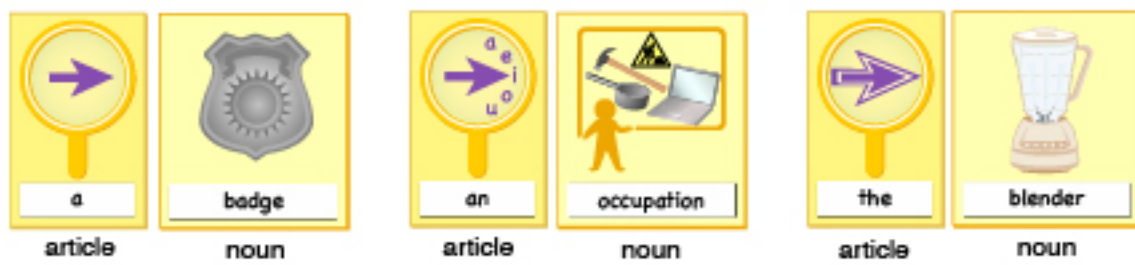 a e i o u
a badge an occupation the blender
article noun article noun article noun